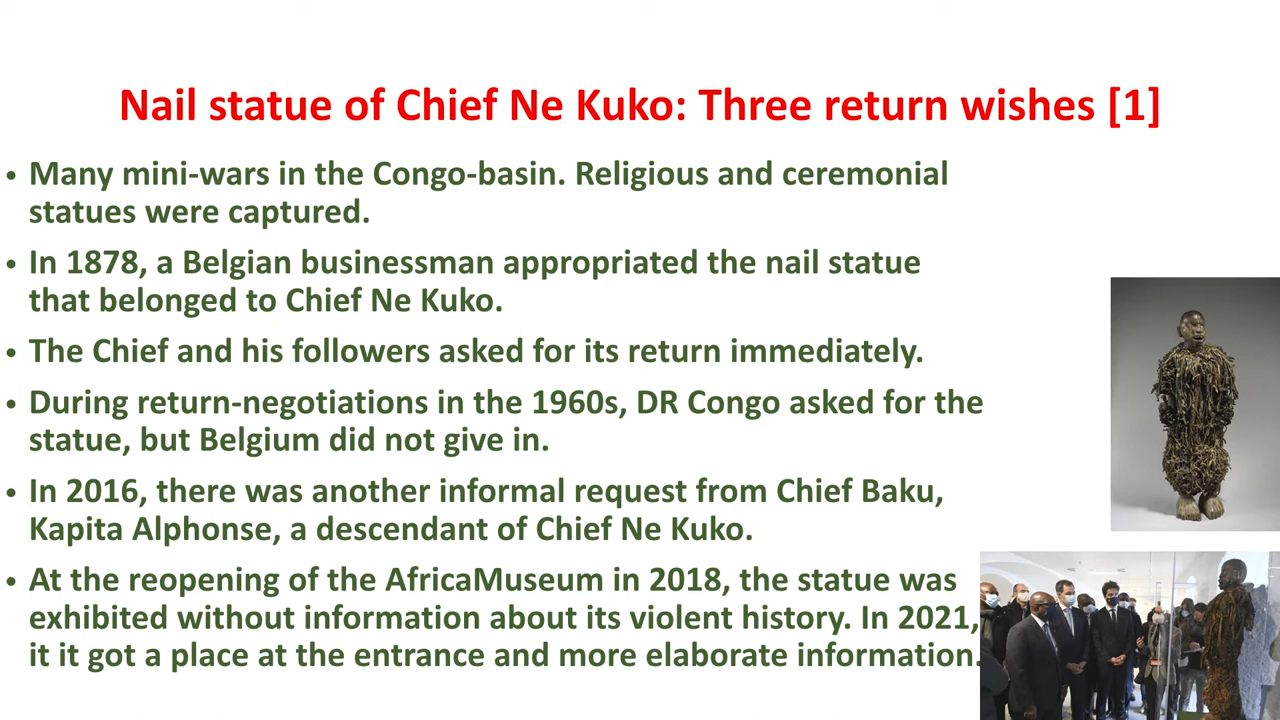 Nail statue of Chief Ne Kuko: Three return wishes [1]
• Many mini-wars in the Congo-basin. Religious and ceremonial
statues were captured.
• In 1878, a Belgian businessman appropriated the nail statue
that belonged to Chief Ne Kuko.
• The Chief and his followers asked for its return immediately.
• During return-negotiations in the 1960s, DR Congo asked for the
statue, but Belgium did not give in.
• In 2016, there was another informal request from Chief Baku,
Kapita Alphonse, a descendant of Chief Ne Kuko.
• At the reopening of the AfricaMuseum in 2018, the statue was
exhibited without information about its violent history. In 2021,
it it got a place at the entrance and more elaborate information.